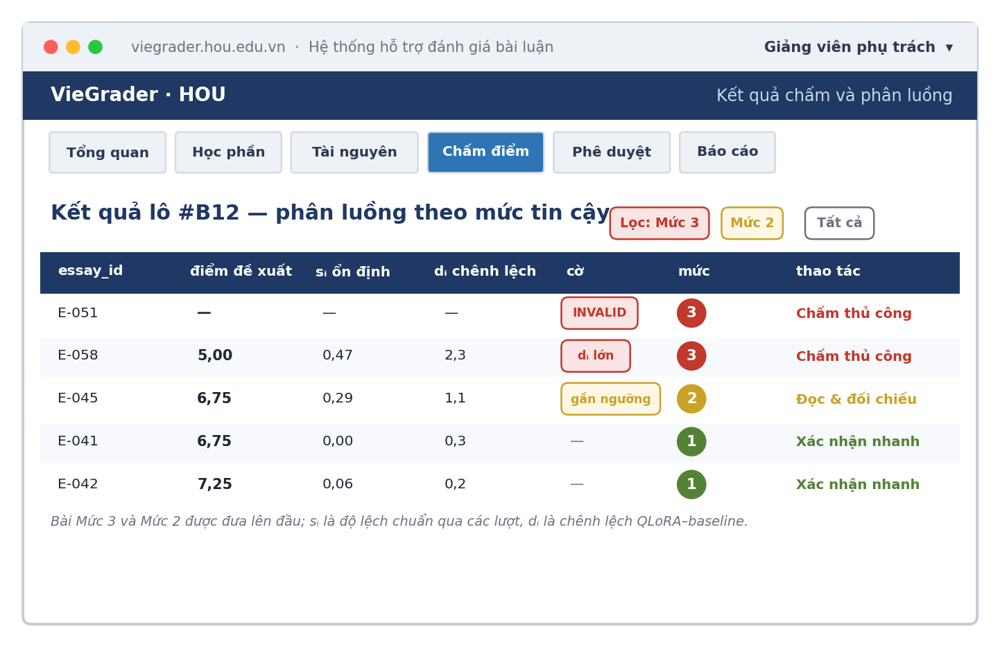 viegrader.hou.edu.vn · Hệ thống hỗ trợ đánh giá bài luận Giảng viên phụ trách ▾
VieGrader · HOU Kết quả chấm và phân luồng
Tổng quan Học phần Tài nguyên Chấm điểm Phê duyệt Báo cáo
Kết quả lô #B12 — phân luồng theo mức tin cậy Lọc: Mức 3 Mức 2 Tất cả
essay_id điểm đề xuất sᵢ ổn định dᵢ chênh lệch cờ mức thao tác
E-051 — — — INVALID 3 Chấm thủ công
E-058 5,00 0,47 2,3 dᵢ lớn 3 Chấm thủ công
E-045 6,75 0,29 1,1 gần ngưỡng 2 Đọc & đối chiếu
E-041 6,75 0,00 0,3 — 1 Xác nhận nhanh
E-042 7,25 0,06 0,2 — 1 Xác nhận nhanh
Bài Mức 3 và Mức 2 được đưa lên đầu; sᵢ là độ lệch chuẩn qua các lượt, dᵢ là chênh lệch QLoRA–baseline.